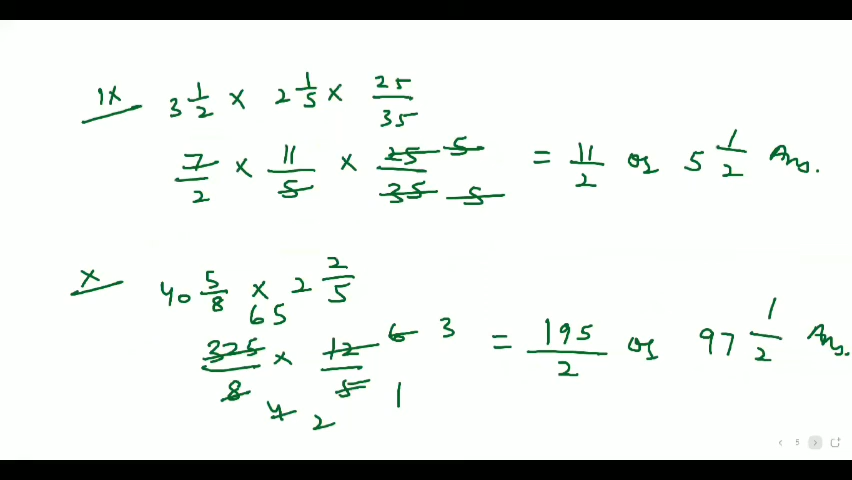 IX 3 1/2 × 2 1/5 × 25/35
7/2 × 11/5 × 25/35 5 5 = 11/2 or 5 1/2 Ans.
X 40 5/8 × 2 2/5
65
325/8 × 12/5 6 3 = 195/2 or 97 1/2 Ans.
4 2 1
5